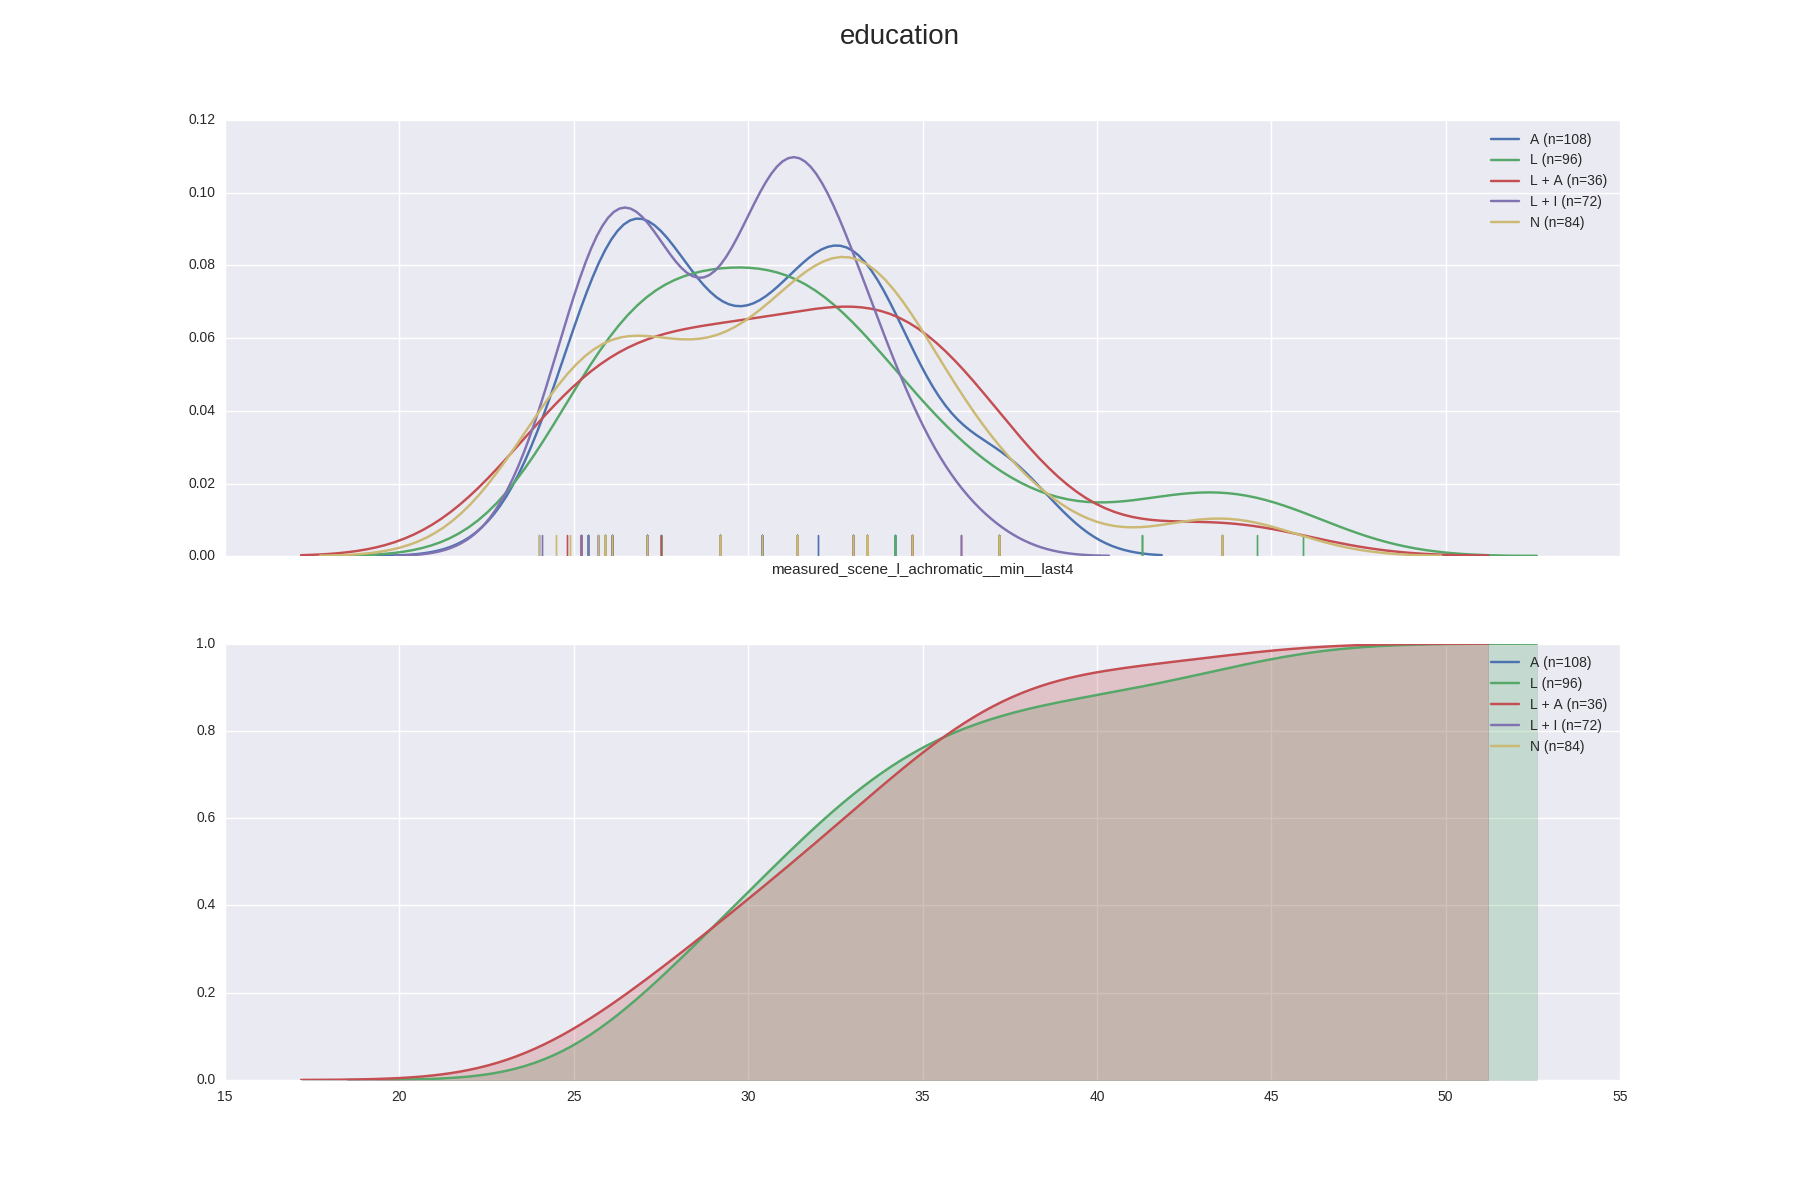 education
0.12
0.10
0.08
0.06
0.04
0.02
0.00
A (n=108)
L (n=96)
L + A (n=36)
L + I (n=72)
N (n=84)
measured_scene_l_achromatic__min__last4
1.0
0.8
0.6
0.4
0.2
0.0
A (n=108)
L (n=96)
L + A (n=36)
L + I (n=72)
N (n=84)
15 20 25 30 35 40 45 50 55